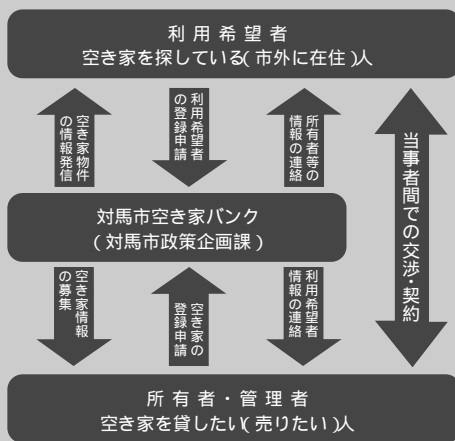 利用希望者
空き家を探している(市外に在住)人
空き家物件
の情報発信
利用希望者
の登録申請
所有者等の
情報の連絡
当事者間での交渉・契約
対馬市空き家バンク
(対馬市政策企画課)
空き家情報
の募集
空き家の
登録申請
利用希望者
情報の連絡
所有者・管理者
空き家を貸したい(売りたい)人